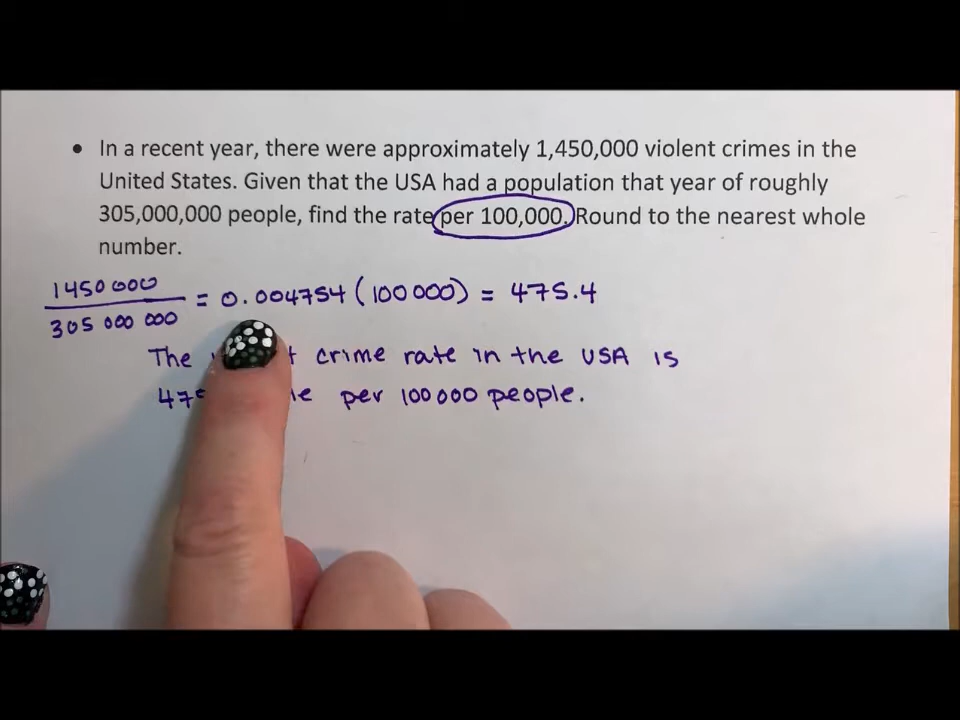 • In a recent year, there were approximately 1,450,000 violent crimes in the
United States. Given that the USA had a population that year of roughly
305,000,000 people, find the rate per 100,000. Round to the nearest whole
number.
1450000
305 000 000
= 0.004754 (100000) = 475.4
The crime rate in the USA is
per 100000 people.